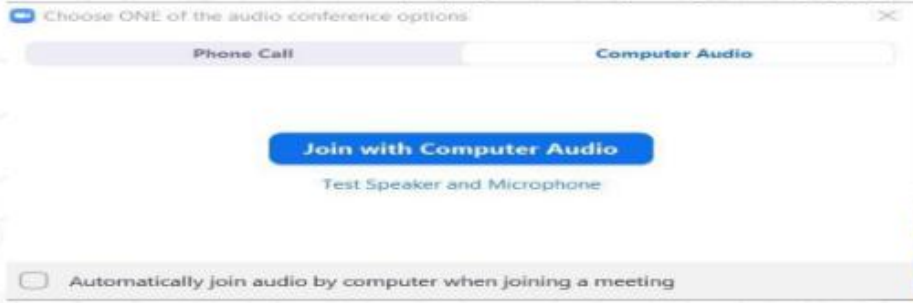 Choose ONE of the audio conference options
Phone Call
Computer Audio
Join with Computer Audio
Test Speaker and Microphone
Automatically join audio by computer when joining a meeting